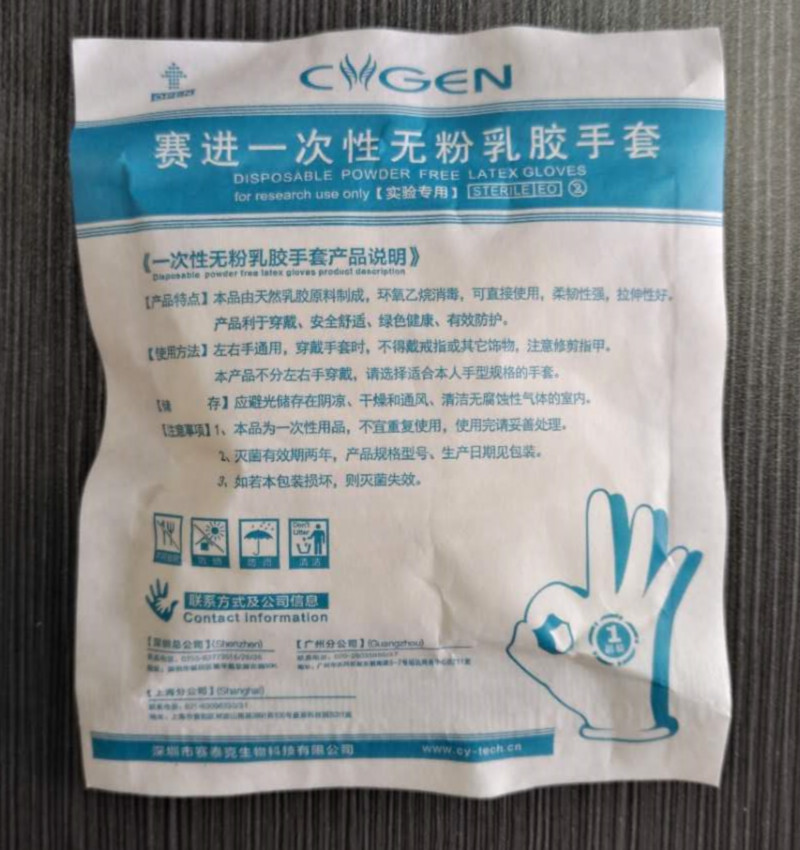 CYGEN
赛进一次性无粉乳胶手套
DISPOSABLE POWDER FREE LATEX GLOVES
for research use only【实验专用】 STERILE EO 2
《一次性无粉乳胶手套产品说明》
Disposable powder free latex gloves product description
【产品特点】本品由天然乳胶原料制成，环氧乙烷消毒，可直接使用，柔韧性强，拉伸性好。
产品利于穿戴、安全舒适、绿色健康、有效防护。
【使用方法】左右手通用，穿戴手套时，不得戴戒指或其它饰物，注意修剪指甲。
本产品不分左右手穿戴，请选择适合本人手型规格的手套。
【储 存】应避光储存在阴凉、干燥和通风、清洁无腐蚀性气体的室内。
【注意事项】1、本品为一次性用品，不宜重复使用，使用完请妥善处理。
2、灭菌有效期两年，产品规格型号、生产日期见包装。
3、如若本包装损坏，则灭菌失效。
Don't Litter
清洁
联系方式及公司信息
Contact information
【深圳总公司】(Shenzhen)
【广州分公司】(Guangzhou)
【上海分公司】(Shanghai)
1
深圳市赛泰克生物科技有限公司
www.cy-tech.cn